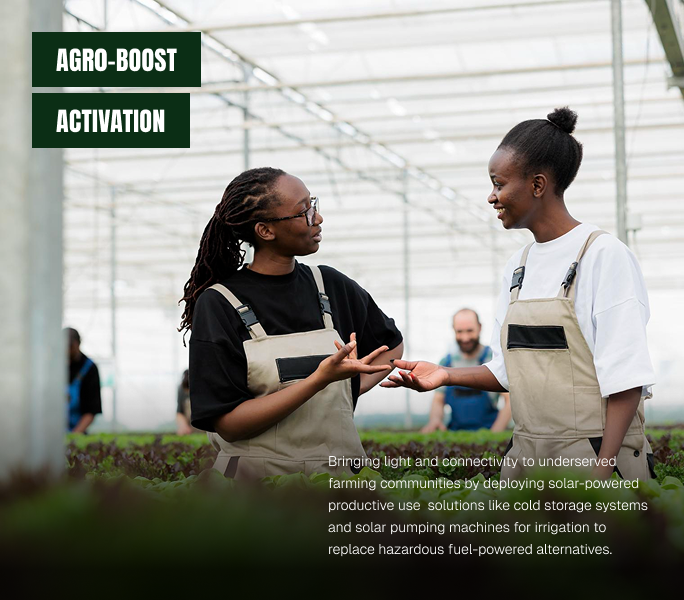 AGRO-BOOST
ACTIVATION
Bringing light and connectivity to underserved
farming communities by deploying solar-powered
productive use  solutions like cold storage systems
and solar pumping machines for irrigation to
replace hazardous fuel-powered alternatives.